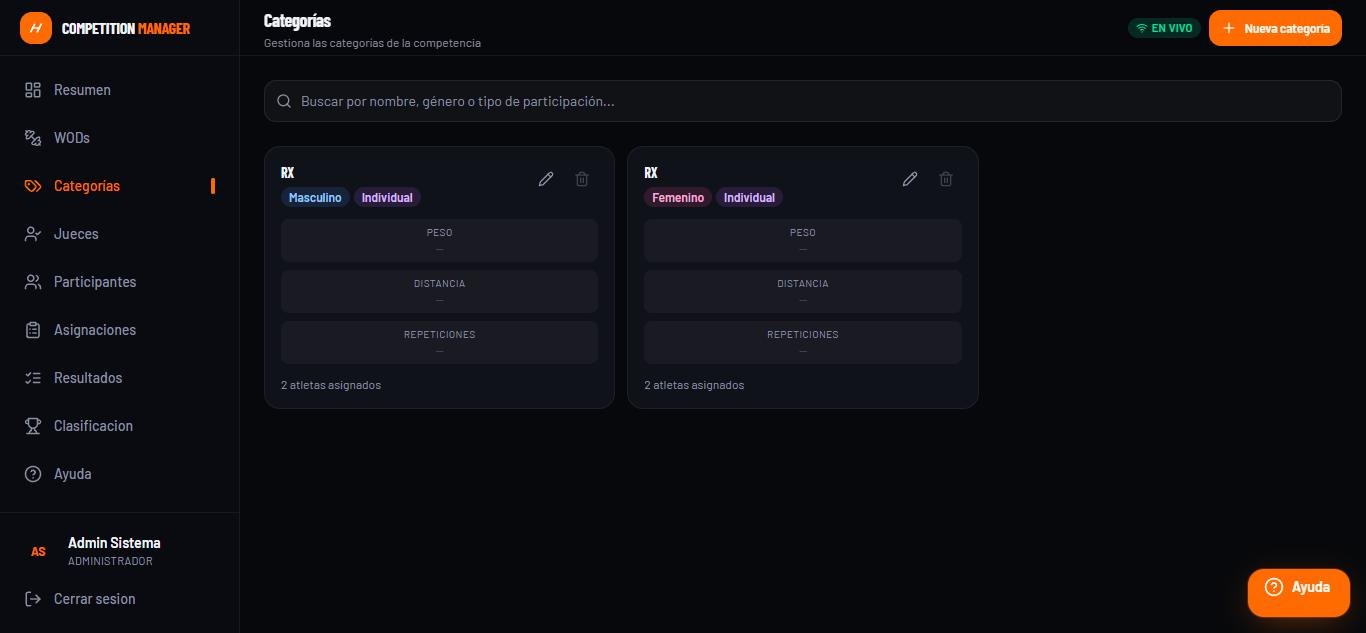 COMPETITION MANAGER
Resumen
WODs
Categorías
Jueces
Participantes
Asignaciones
Resultados
Clasificacion
Ayuda
AS
Admin Sistema
ADMINISTRADOR
Cerrar sesion
Categorías
Gestiona las categorías de la competencia
EN VIVO
Nueva categoría
Buscar por nombre, género o tipo de participación...
RX
Masculino Individual
PESO
—
DISTANCIA
—
REPETICIONES
—
2 atletas asignados
RX
Femenino Individual
PESO
—
DISTANCIA
—
REPETICIONES
—
2 atletas asignados
Ayuda